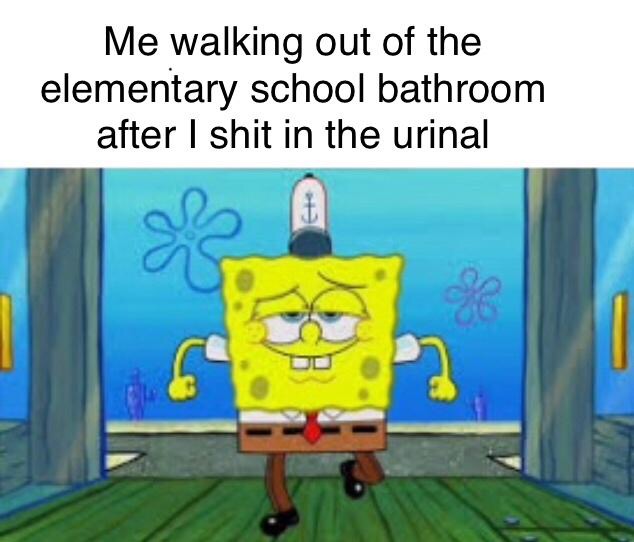 Me walking out of the
elementary school bathroom
after I shit in the urinal